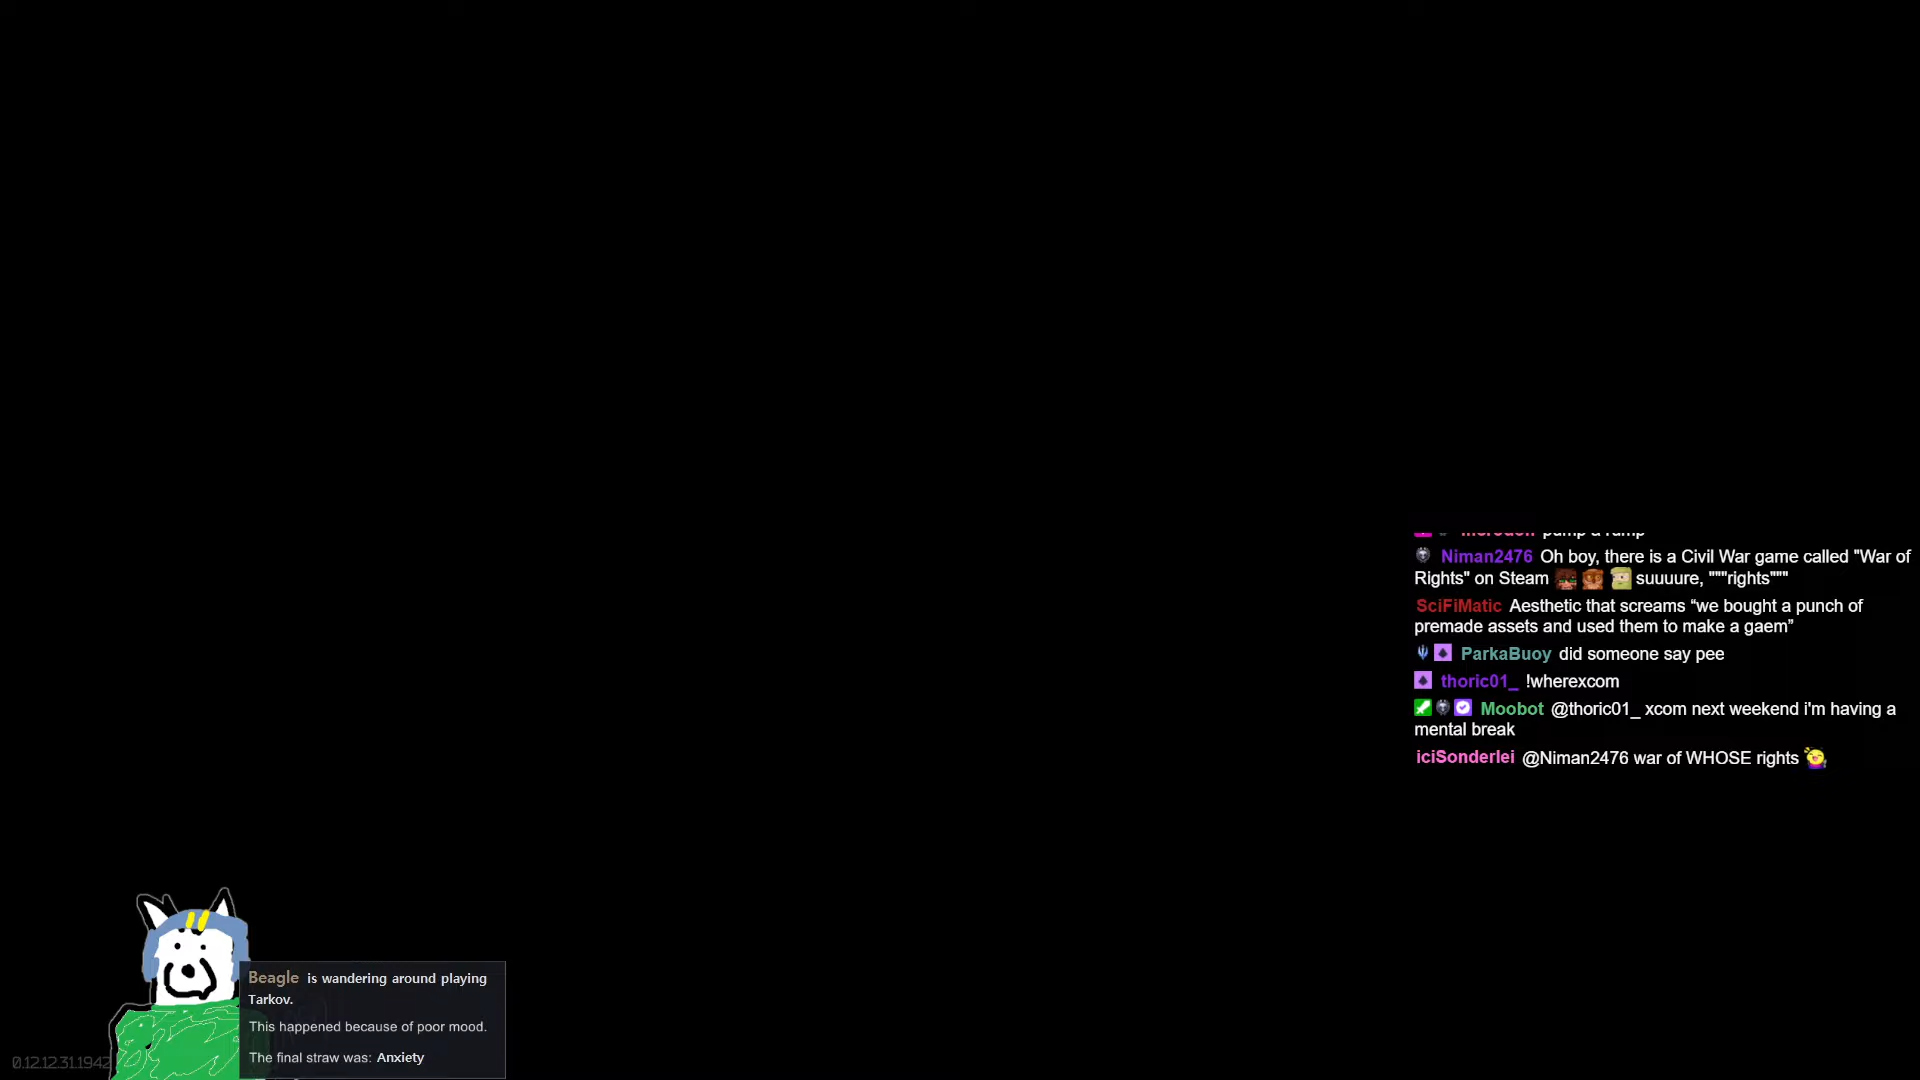 pump a rump
Niman2476 Oh boy, there is a Civil War game called "War of
Rights" on Steam suuuure, """rights"""
SciFiMatic Aesthetic that screams “we bought a punch of
premade assets and used them to make a gaem”
ParkaBuoy did someone say pee
thoric01_ !wherexcom
Moobot @thoric01_ xcom next weekend i'm having a
mental break
iciSonderlei @Niman2476 war of WHOSE rights
Beagle is wandering around playing
Tarkov.
This happened because of poor mood.
The final straw was: Anxiety
0.12.12.31.1942